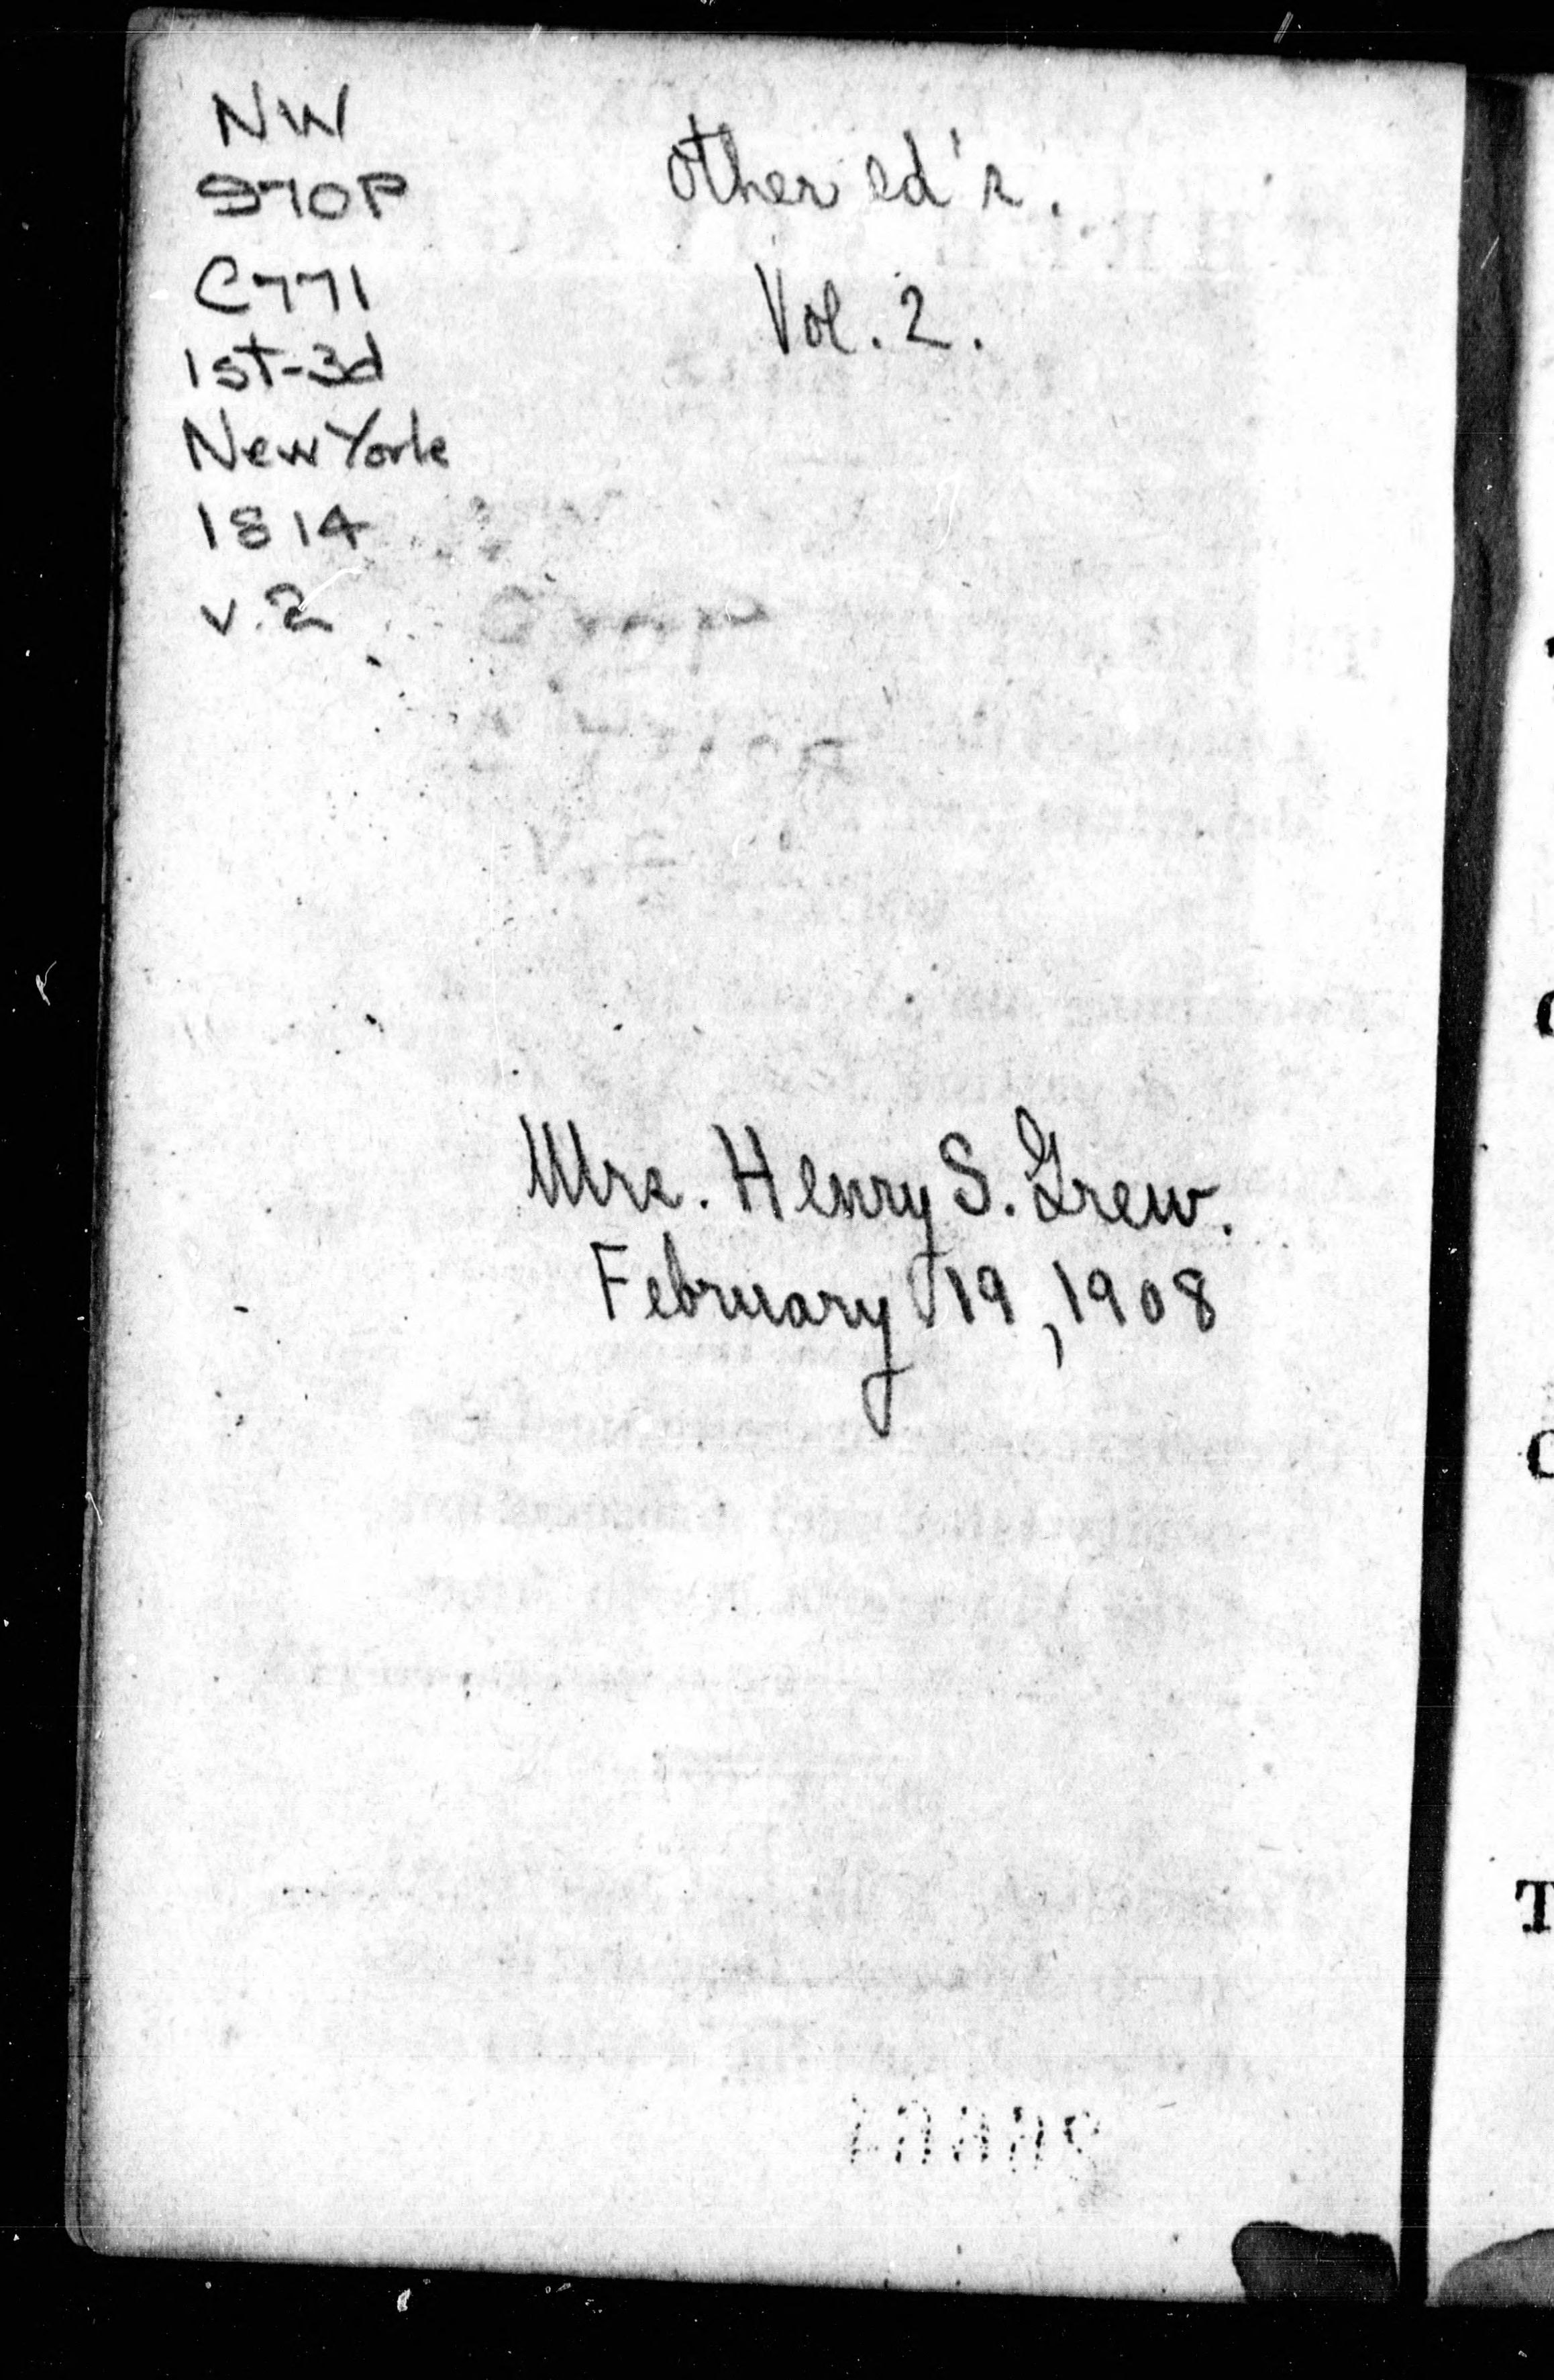 NW
970P
C771
1st-3d
New York
1814
v.2
Other ed's.
Vol. 2.
Mrs. Henry S. Grew.
February 19, 1908
C
C
T